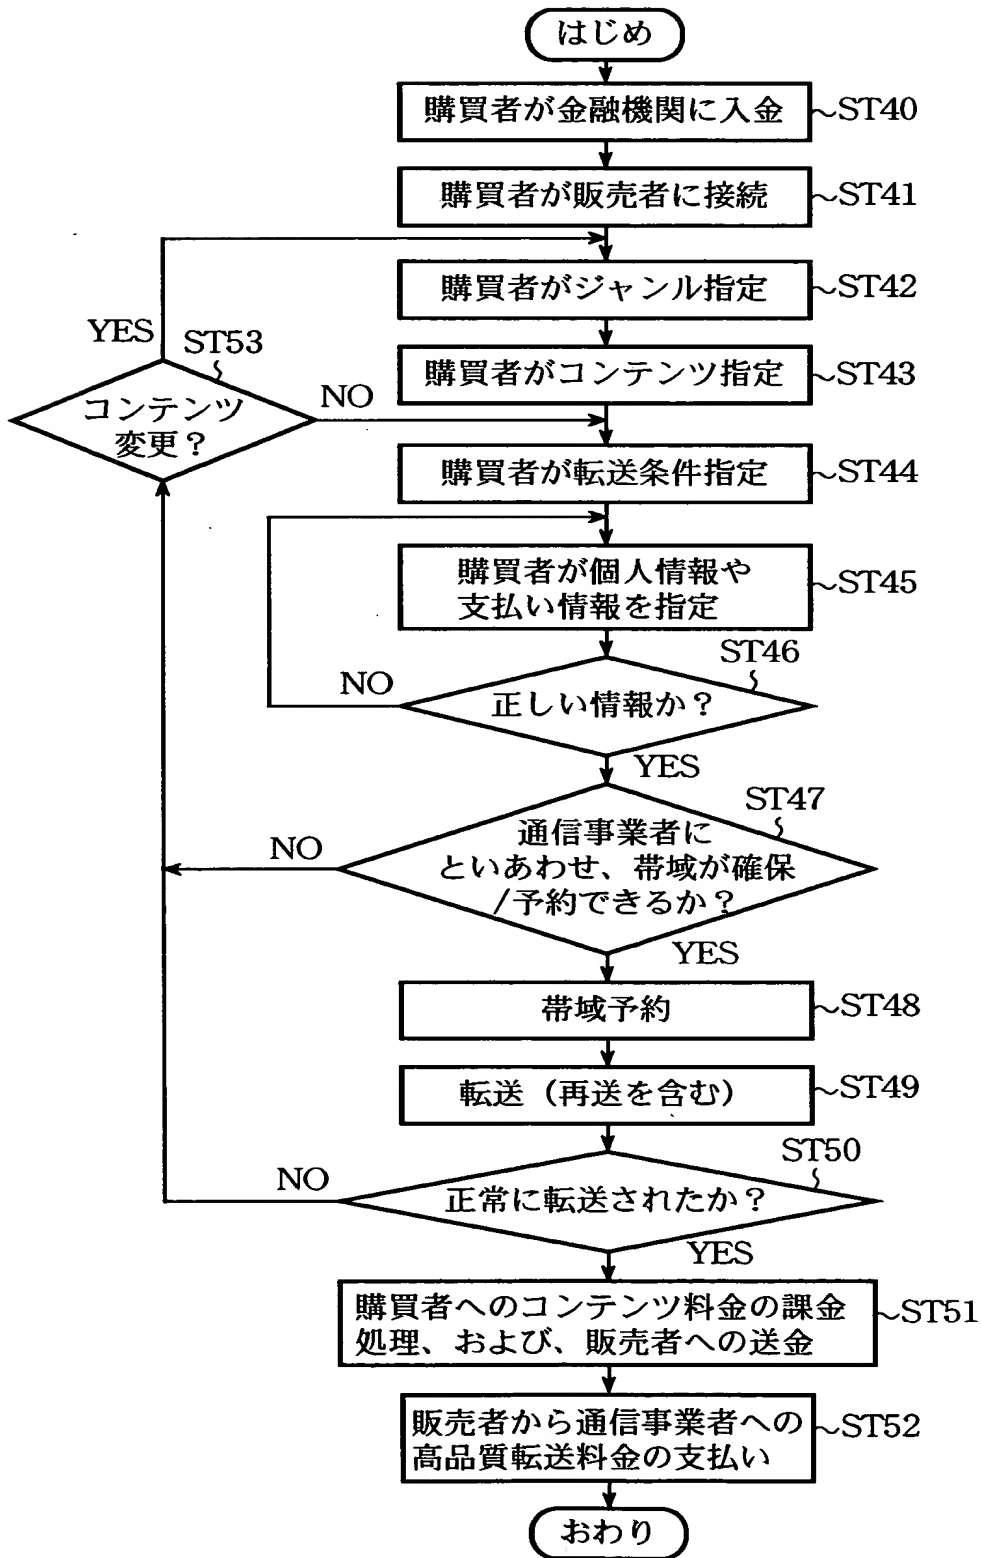 はじめ
購買者が金融機関に入金
ST40
購買者が販売者に接続
ST41
購買者がジャンル指定
ST42
YES
ST53
コンテンツ
変更？
NO
購買者がコンテンツ指定
ST43
購買者が転送条件指定
ST44
購買者が個人情報や
支払い情報を指定
ST45
ST46
NO
正しい情報か？
YES
ST47
NO
通信事業者に
といあわせ、帯域が確保
/予約できるか？
YES
帯域予約
ST48
転送（再送を含む）
ST49
ST50
NO
正常に転送されたか？
YES
購買者へのコンテンツ料金の課金
処理、および、販売者への送金
ST51
販売者から通信事業者への
高品質転送料金の支払い
ST52
おわり